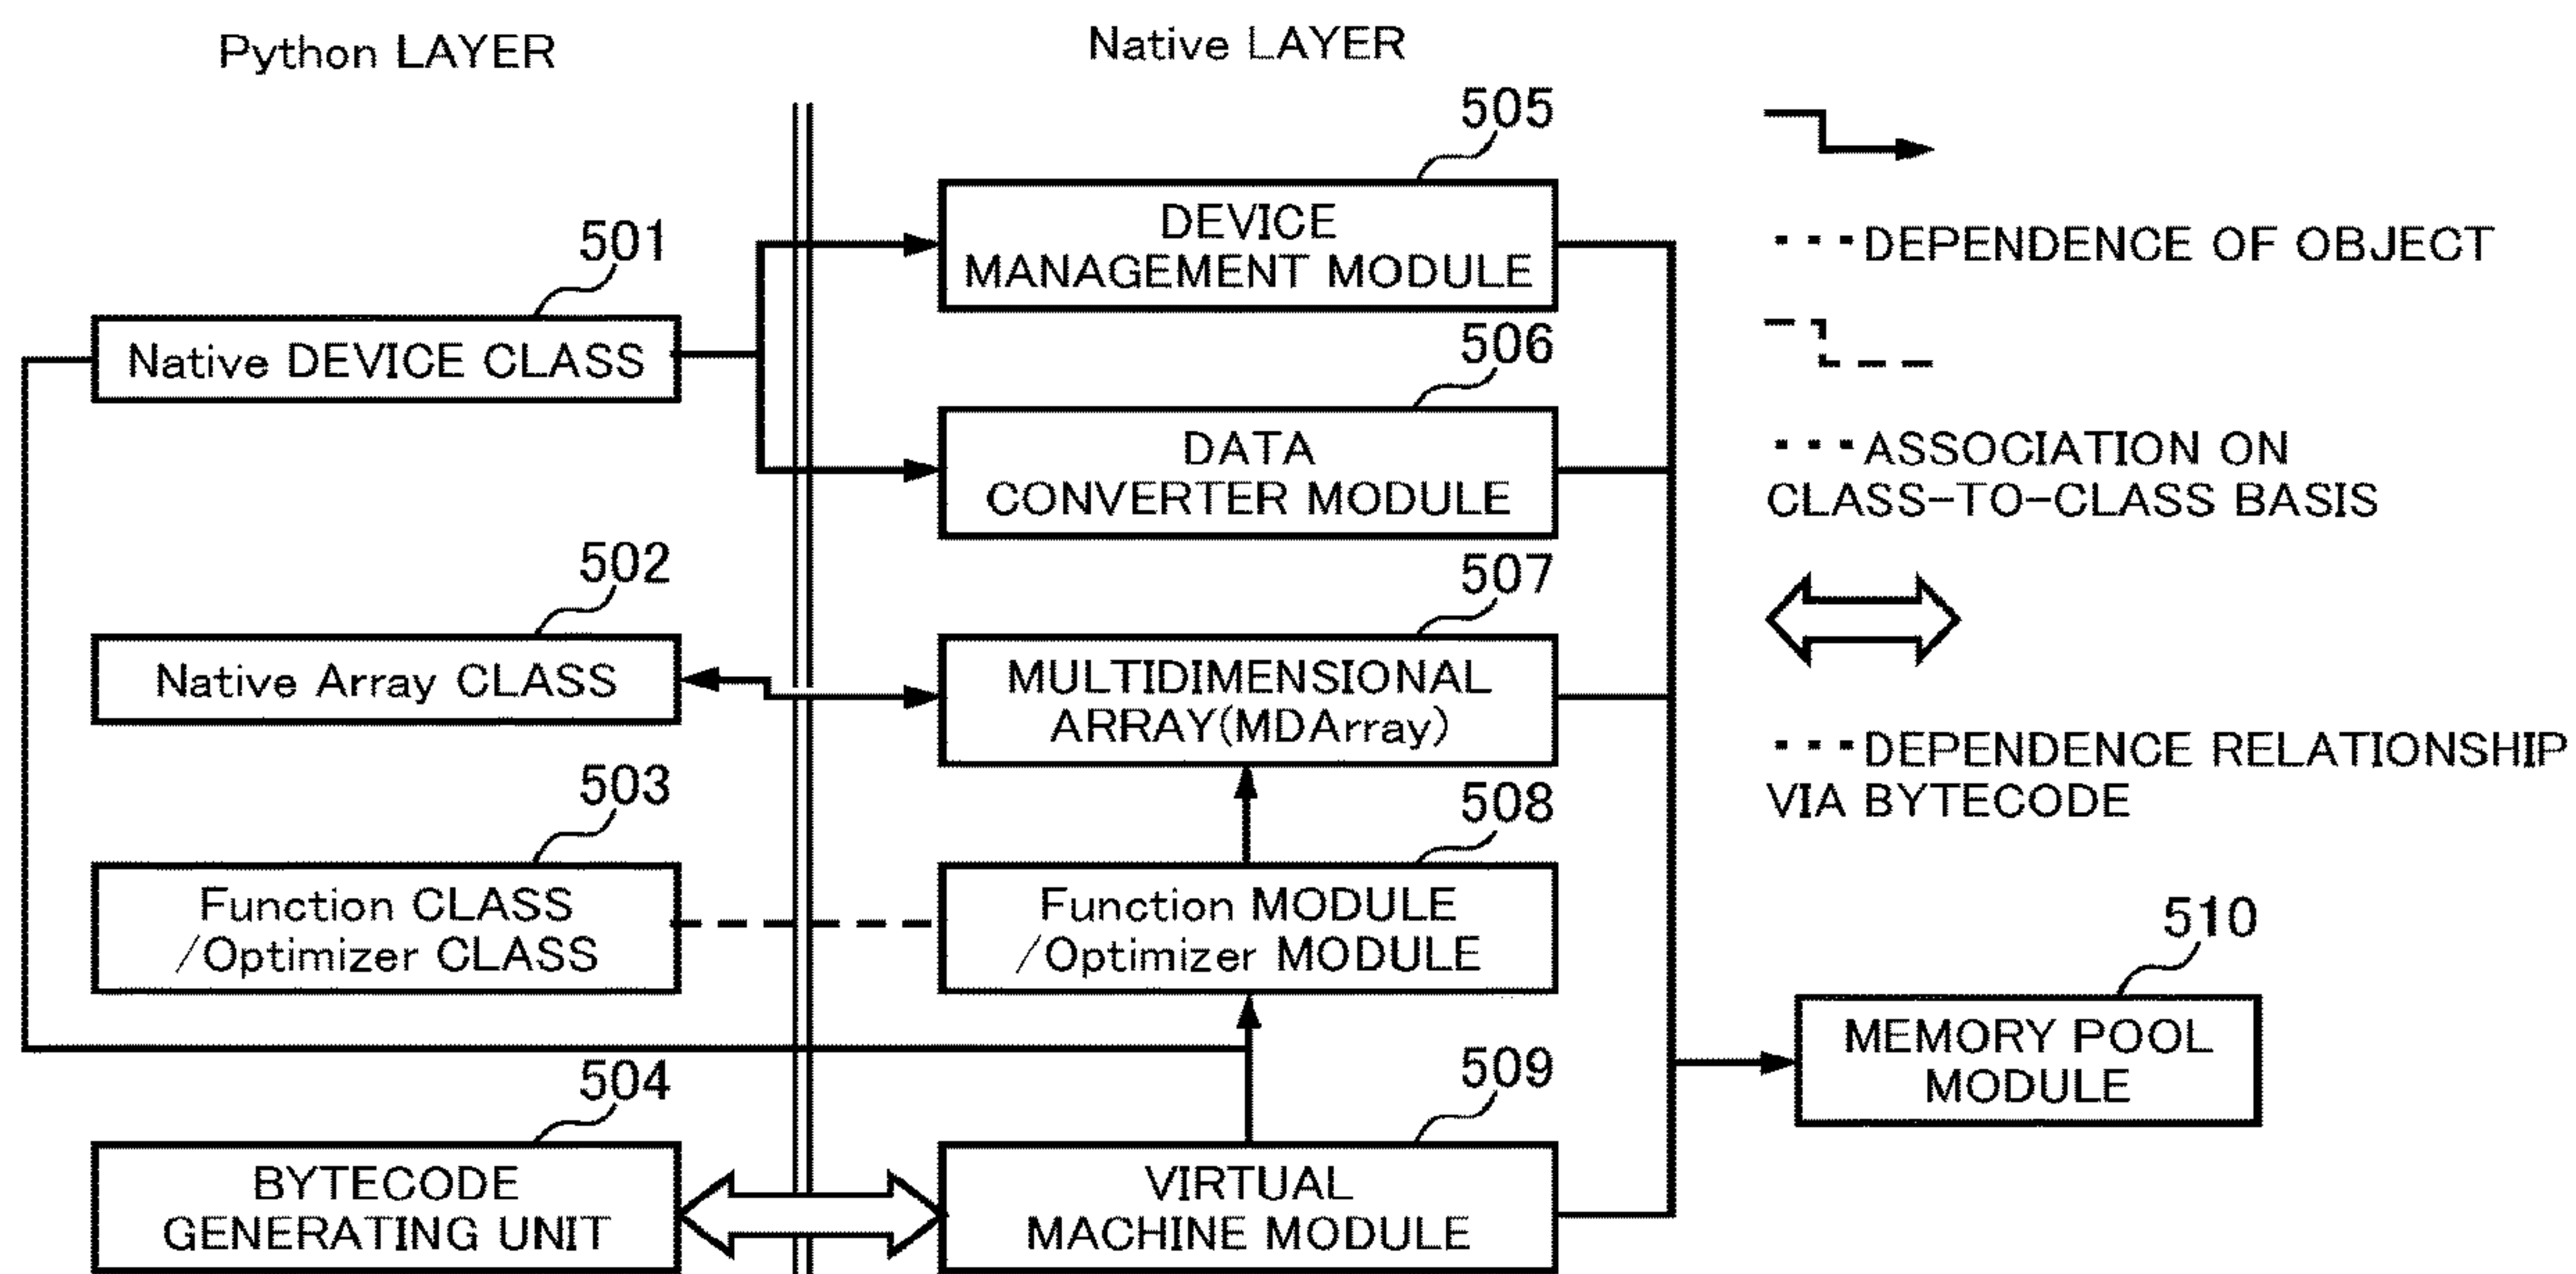 Python LAYER
Native LAYER
501
Native DEVICE CLASS
502
Native Array CLASS
503
Function CLASS
/Optimizer CLASS
504
BYTECODE
GENERATING UNIT
505
DEVICE
MANAGEMENT MODULE
506
DATA
CONVERTER MODULE
507
MULTIDIMENSIONAL
ARRAY(MDArray)
508
Function MODULE
/Optimizer MODULE
509
VIRTUAL
MACHINE MODULE
･･･DEPENDENCE OF OBJECT
･･･ASSOCIATION ON
CLASS-TO-CLASS BASIS
･･･DEPENDENCE RELATIONSHIP
VIA BYTECODE
510
MEMORY POOL
MODULE